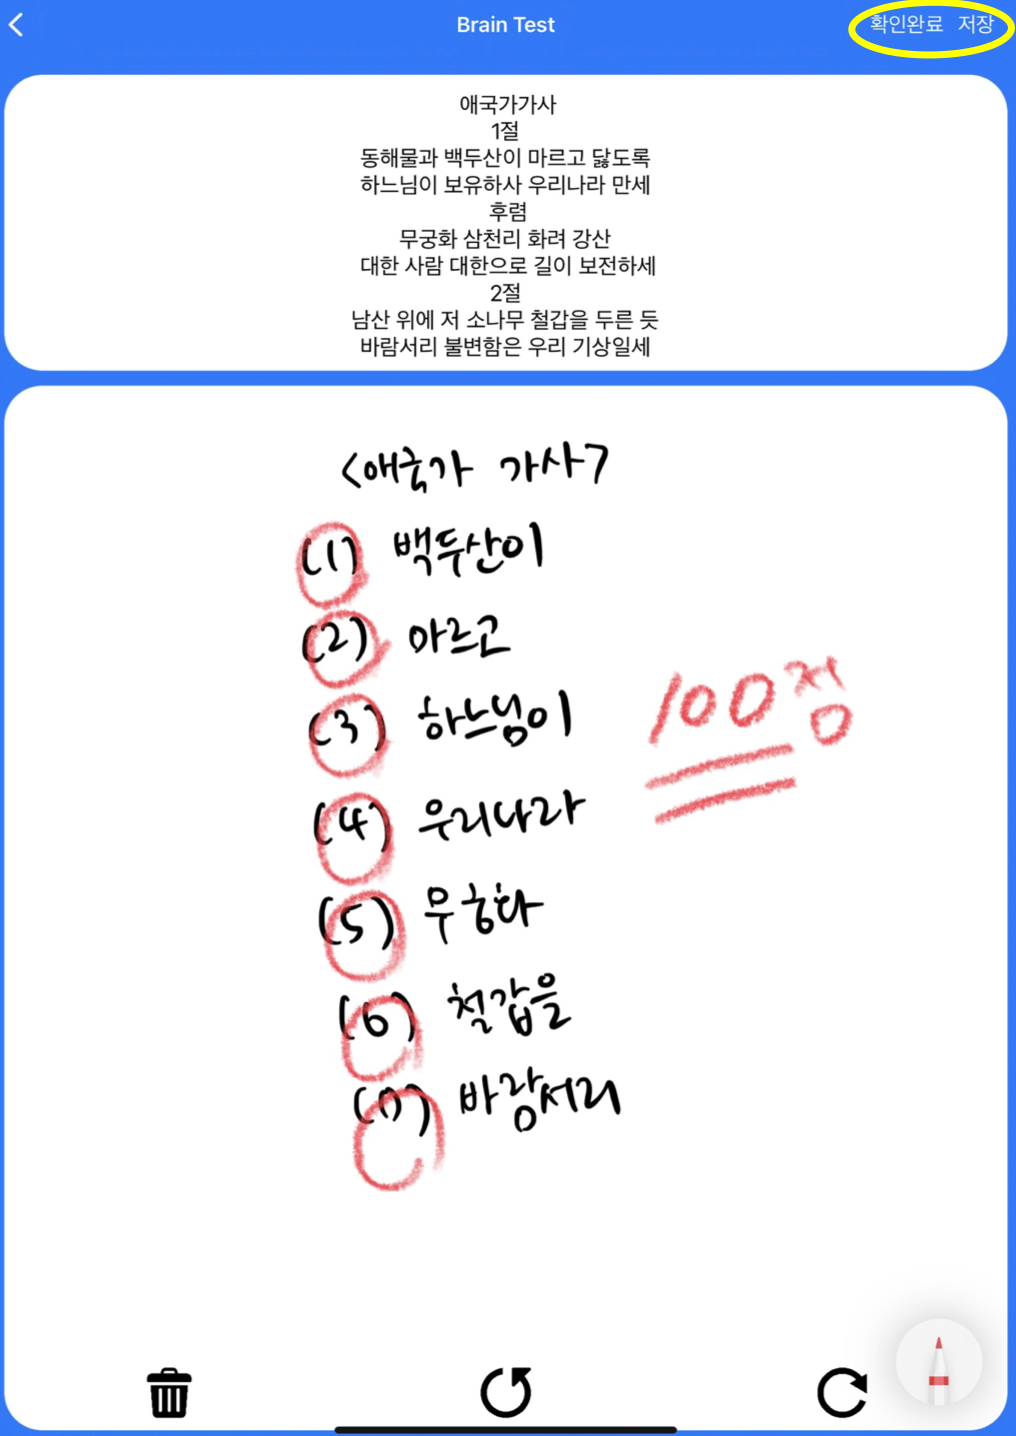 Brain Test
확인완료 저장
애국가가사
1절
동해물과 백두산이 마르고 닳도록
하느님이 보유하사 우리나라 만세
후렴
무궁화 삼천리 화려 강산
대한 사람 대한으로 길이 보전하세
2절
남산 위에 저 소나무 철갑을 두른 듯
바람서리 불변함은 우리 기상일세
<애국가 가사>
(1) 백두산이
(2) 마르고
(3) 하느님이
(4) 우리나라
100점
(5)
(6) 철갑을
(7) 바람서리